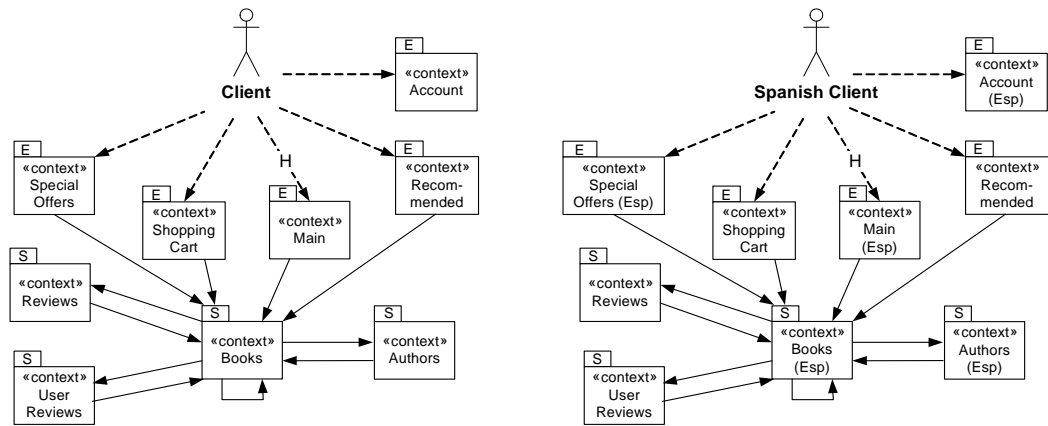 E
«context»
Account
Client
E
«context»
Special
Offers
E
«context»
Shopping
Cart
H
E
«context»
Main
E
«context»
Recom-
mended
S
«context»
Reviews
S
«context»
Books
S
«context»
Authors
S
«context»
User
Reviews
E
«context»
Account
(Esp)
Spanish Client
E
«context»
Special
Offers (Esp)
E
«context»
Shopping
Cart
H
E
«context»
Main
(Esp)
E
«context»
Recom-
mended
S
«context»
Reviews
S
«context»
Books
(Esp)
S
«context»
Authors
(Esp)
S
«context»
User
Reviews